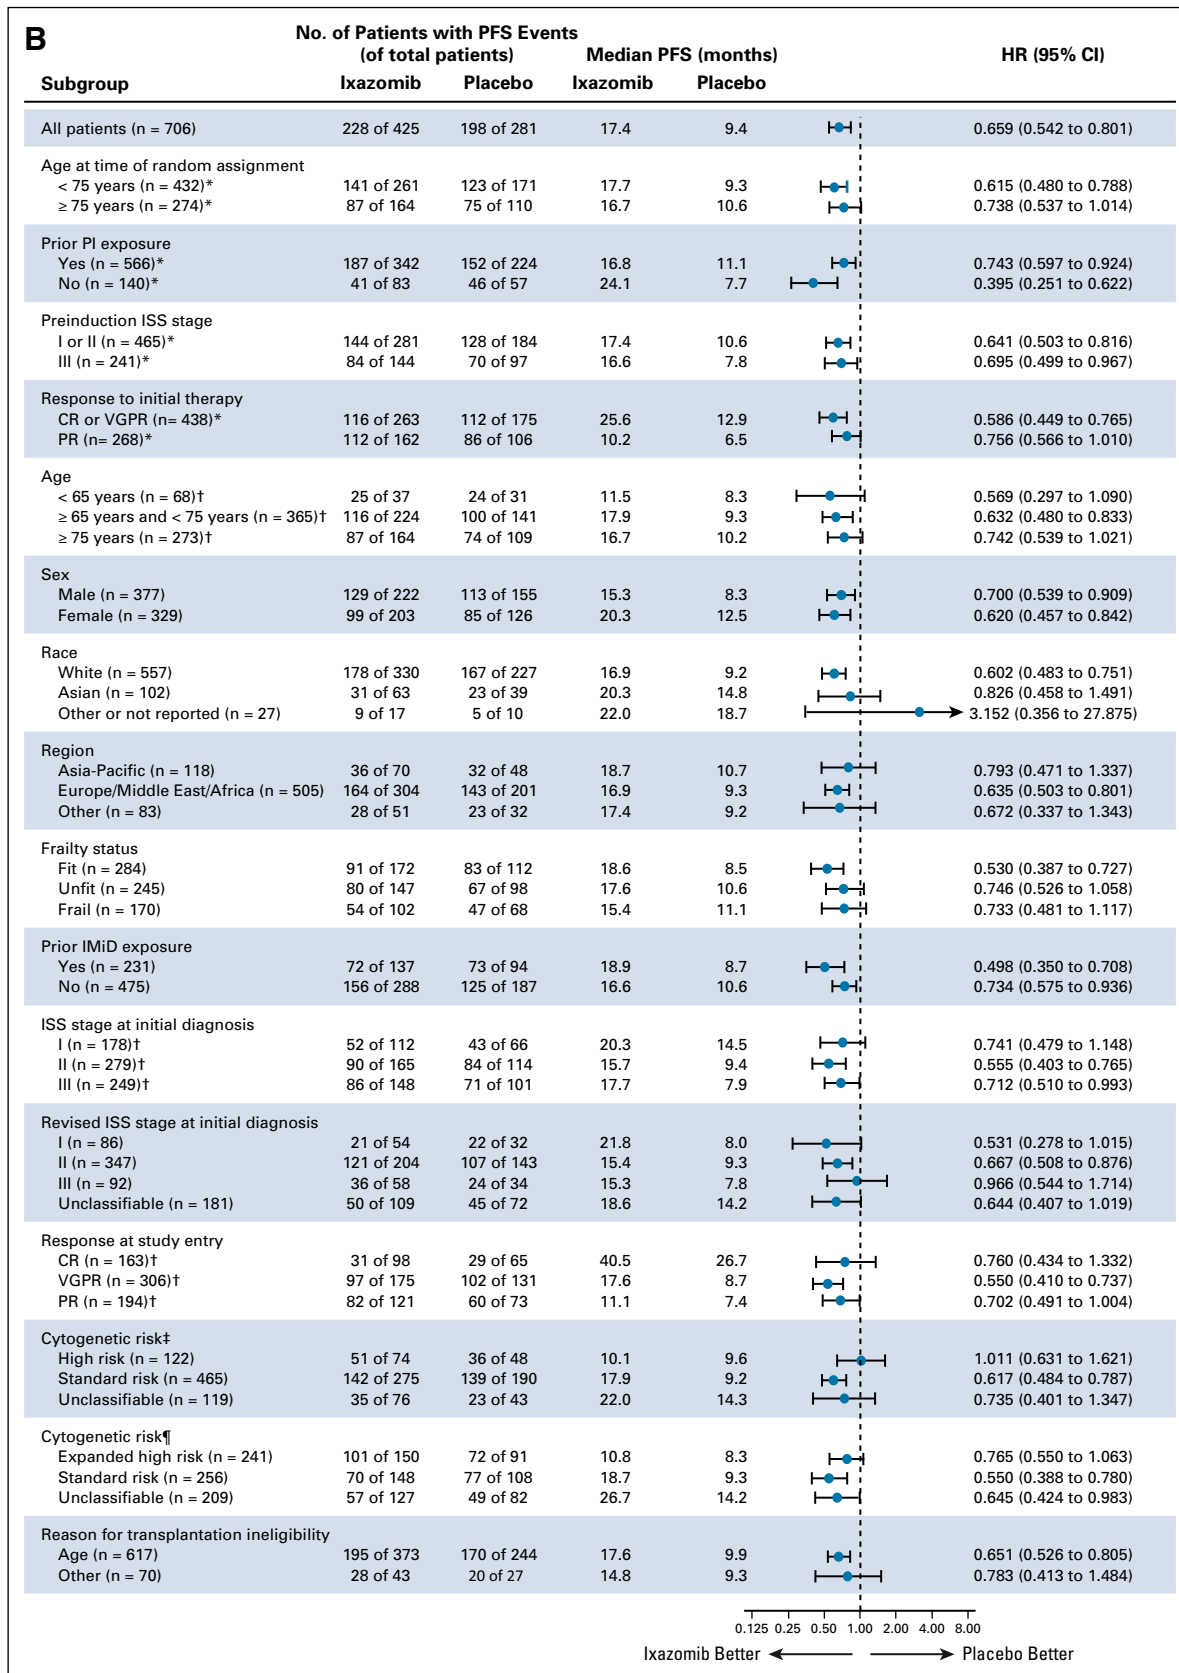 B
No. of Patients with PFS Events
(of total patients) Median PFS (months) HR (95% CI)
Subgroup Ixazomib Placebo Ixazomib Placebo
All patients (n = 706) 228 of 425 198 of 281 17.4 9.4 0.659 (0.542 to 0.801)
Age at time of random assignment
< 75 years (n = 432)* 141 of 261 123 of 171 17.7 9.3 0.615 (0.480 to 0.788)
≥ 75 years (n = 274)* 87 of 164 75 of 110 16.7 10.6 0.738 (0.537 to 1.014)
Prior PI exposure
Yes (n = 566)* 187 of 342 152 of 224 16.8 11.1 0.743 (0.597 to 0.924)
No (n = 140)* 41 of 83 46 of 57 24.1 7.7 0.395 (0.251 to 0.622)
Preinduction ISS stage
I or II (n = 465)* 144 of 281 128 of 184 17.4 10.6 0.641 (0.503 to 0.816)
III (n = 241)* 84 of 144 70 of 97 16.6 7.8 0.695 (0.499 to 0.967)
Response to initial therapy
CR or VGPR (n= 438)* 116 of 263 112 of 175 25.6 12.9 0.586 (0.449 to 0.765)
PR (n= 268)* 112 of 162 86 of 106 10.2 6.5 0.756 (0.566 to 1.010)
Age
< 65 years (n = 68)† 25 of 37 24 of 31 11.5 8.3 0.569 (0.297 to 1.090)
≥ 65 years and < 75 years (n = 365)† 116 of 224 100 of 141 17.9 9.3 0.632 (0.480 to 0.833)
≥ 75 years (n = 273)† 87 of 164 74 of 109 16.7 10.2 0.742 (0.539 to 1.021)
Sex
Male (n = 377) 129 of 222 113 of 155 15.3 8.3 0.700 (0.539 to 0.909)
Female (n = 329) 99 of 203 85 of 126 20.3 12.5 0.620 (0.457 to 0.842)
Race
White (n = 557) 178 of 330 167 of 227 16.9 9.2 0.602 (0.483 to 0.751)
Asian (n = 102) 31 of 63 23 of 39 20.3 14.8 0.826 (0.458 to 1.491)
Other or not reported (n = 27) 9 of 17 5 of 10 22.0 18.7 3.152 (0.356 to 27.875)
Region
Asia-Pacific (n = 118) 36 of 70 32 of 48 18.7 10.7 0.793 (0.471 to 1.337)
Europe/Middle East/Africa (n = 505) 164 of 304 143 of 201 16.9 9.3 0.635 (0.503 to 0.801)
Other (n = 83) 28 of 51 23 of 32 17.4 9.2 0.672 (0.337 to 1.343)
Frailty status
Fit (n = 284) 91 of 172 83 of 112 18.6 8.5 0.530 (0.387 to 0.727)
Unfit (n = 245) 80 of 147 67 of 98 17.6 10.6 0.746 (0.526 to 1.058)
Frail (n = 170) 54 of 102 47 of 68 15.4 11.1 0.733 (0.481 to 1.117)
Prior IMiD exposure
Yes (n = 231) 72 of 137 73 of 94 18.9 8.7 0.498 (0.350 to 0.708)
No (n = 475) 156 of 288 125 of 187 16.6 10.6 0.734 (0.575 to 0.936)
ISS stage at initial diagnosis
I (n = 178)† 52 of 112 43 of 66 20.3 14.5 0.741 (0.479 to 1.148)
II (n = 279)† 90 of 165 84 of 114 15.7 9.4 0.555 (0.403 to 0.765)
III (n = 249)† 86 of 148 71 of 101 17.7 7.9 0.712 (0.510 to 0.993)
Revised ISS stage at initial diagnosis
I (n = 86) 21 of 54 22 of 32 21.8 8.0 0.531 (0.278 to 1.015)
II (n = 347) 121 of 204 107 of 143 15.4 9.3 0.667 (0.508 to 0.876)
III (n = 92) 36 of 58 24 of 34 15.3 7.8 0.966 (0.544 to 1.714)
Unclassifiable (n = 181) 50 of 109 45 of 72 18.6 14.2 0.644 (0.407 to 1.019)
Response at study entry
CR (n = 163)† 31 of 98 29 of 65 40.5 26.7 0.760 (0.434 to 1.332)
VGPR (n = 306)† 97 of 175 102 of 131 17.6 8.7 0.550 (0.410 to 0.737)
PR (n = 194)† 82 of 121 60 of 73 11.1 7.4 0.702 (0.491 to 1.004)
Cytogenetic risk‡
High risk (n = 122) 51 of 74 36 of 48 10.1 9.6 1.011 (0.631 to 1.621)
Standard risk (n = 465) 142 of 275 139 of 190 17.9 9.2 0.617 (0.484 to 0.787)
Unclassifiable (n = 119) 35 of 76 23 of 43 22.0 14.3 0.735 (0.401 to 1.347)
Cytogenetic risk¶
Expanded high risk (n = 241) 101 of 150 72 of 91 10.8 8.3 0.765 (0.550 to 1.063)
Standard risk (n = 256) 70 of 148 77 of 108 18.7 9.3 0.550 (0.388 to 0.780)
Unclassifiable (n = 209) 57 of 127 49 of 82 26.7 14.2 0.645 (0.424 to 0.983)
Reason for transplantation ineligibility
Age (n = 617) 195 of 373 170 of 244 17.6 9.9 0.651 (0.526 to 0.805)
Other (n = 70) 28 of 43 20 of 27 14.8 9.3 0.783 (0.413 to 1.484)
0.125 0.25 0.50 1.00 2.00 4.00 8.00
Ixazomib Better Placebo Better